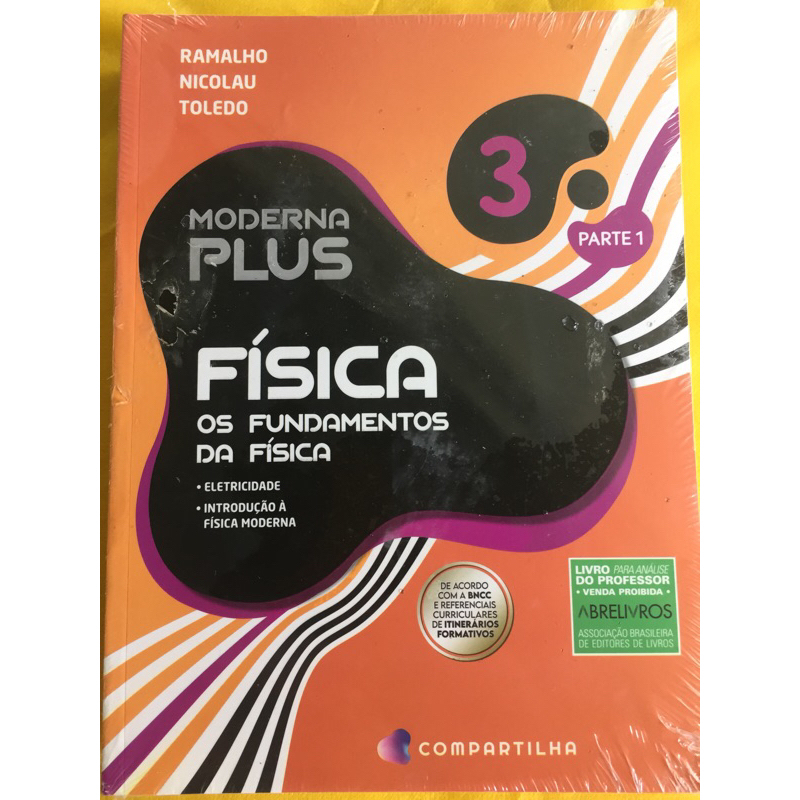 RAMALHO
NICOLAU
TOLEDO
3
PARTE 1
MODERNA
PLUS
FÍSICA
OS FUNDAMENTOS
DA FÍSICA
• ELETRICIDADE
• INTRODUÇÃO À
FÍSICA MODERNA
DE ACORDO
COM A BNCC
E REFERENCIAIS
CURRICULARES
DE ITINERÁRIOS
FORMATIVOS
LIVRO PARA ANÁLISE
DO PROFESSOR
• VENDA PROIBIDA •
ABRELIVROS
ASSOCIAÇÃO BRASILEIRA
DE EDITORES DE LIVROS
COMPARTILHA